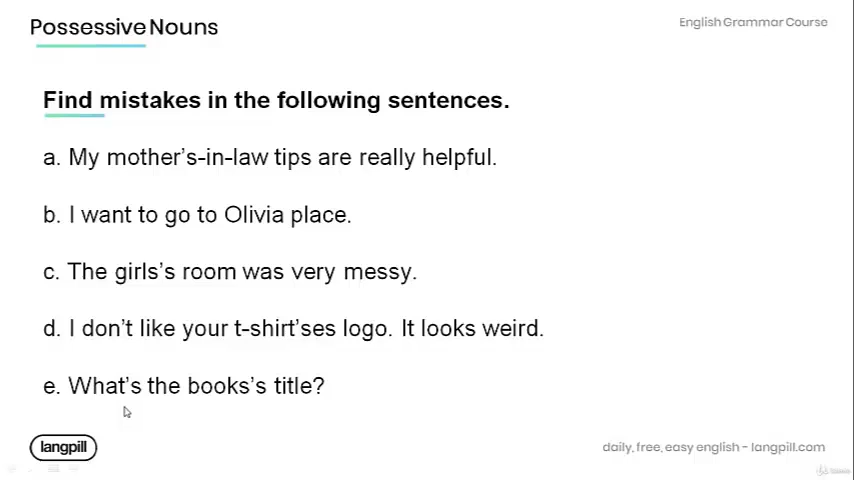 Possessive Nouns
English Grammar Course
Find mistakes in the following sentences.
a. My mother’s-in-law tips are really helpful.
b. I want to go to Olivia place.
c. The girls’s room was very messy.
d. I don’t like your t-shirt’ses logo. It looks weird.
e. What’s the books’s title?
langpill
daily, free, easy english - langpill.com